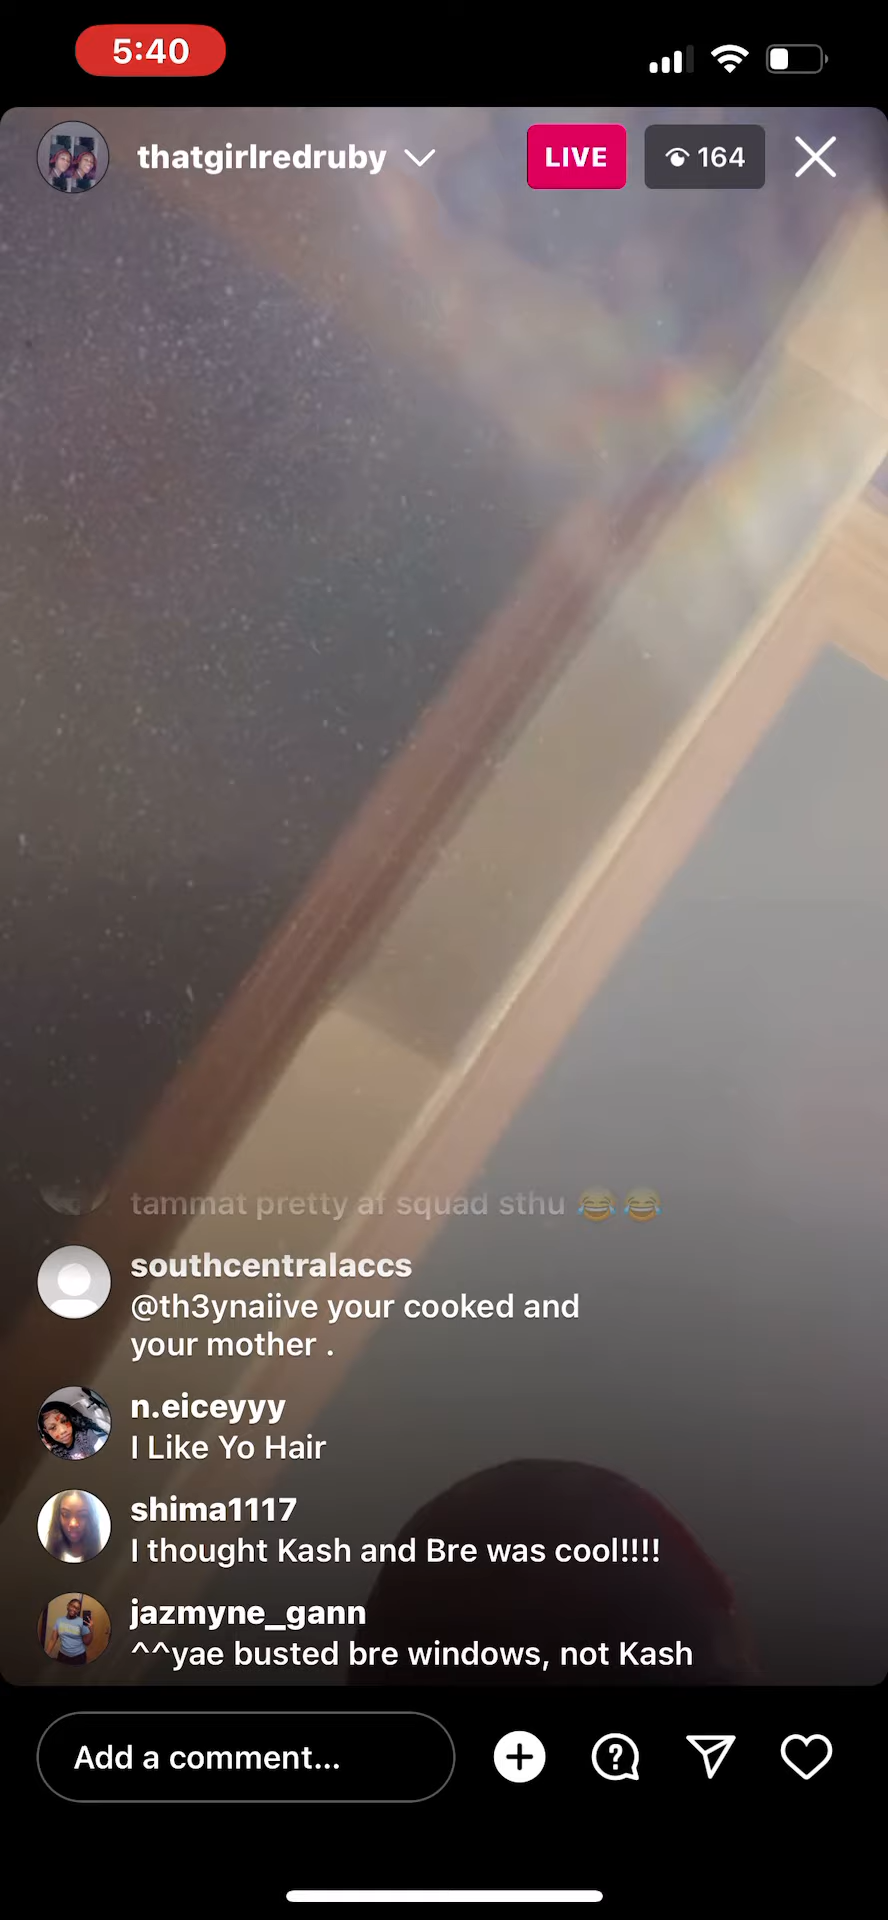 5:40
thatgirlredruby
LIVE
164
tammat pretty af squad sthu 😂😂
southcentralaccs
@th3ynaiive your cooked and
your mother .
n.eiceyyy
I Like Yo Hair
shima1117
I thought Kash and Bre was cool!!!!
jazmyne_gann
^^yae busted bre windows, not Kash
Add a comment...